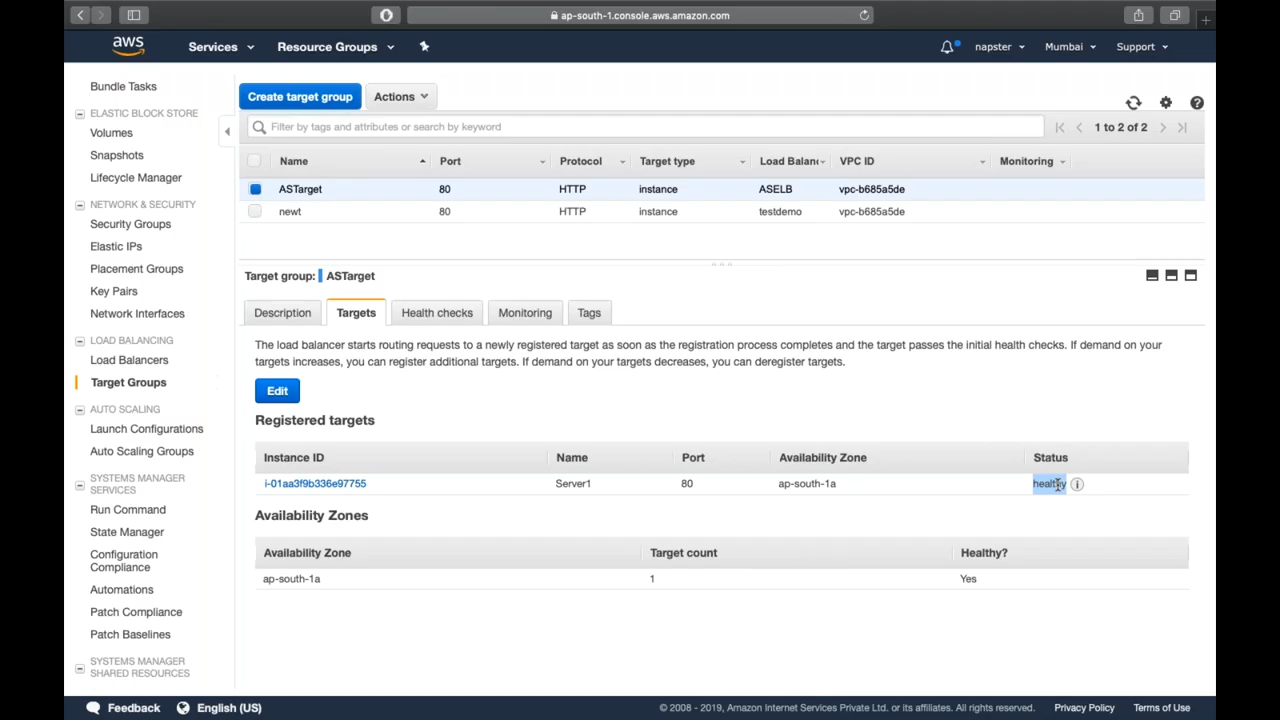 ap-south-1.console.aws.amazon.com
aws Services Resource Groups napster Mumbai Support
Bundle Tasks
ELASTIC BLOCK STORE
Volumes
Snapshots
Lifecycle Manager
NETWORK & SECURITY
Security Groups
Elastic IPs
Placement Groups
Key Pairs
Network Interfaces
LOAD BALANCING
Load Balancers
Target Groups
AUTO SCALING
Launch Configurations
Auto Scaling Groups
SYSTEMS MANAGER
SERVICES
Run Command
State Manager
Configuration
Compliance
Automations
Patch Compliance
Patch Baselines
SYSTEMS MANAGER
SHARED RESOURCES
Create target group Actions
Filter by tags and attributes or search by keyword 1 to 2 of 2
Name Port Protocol Target type Load Balanc VPC ID Monitoring
ASTarget 80 HTTP instance ASELB vpc-b685a5de
newt 80 HTTP instance testdemo vpc-b685a5de
Target group: ASTarget
Description Targets Health checks Monitoring Tags
The load balancer starts routing requests to a newly registered target as soon as the registration process completes and the target passes the initial health checks. If demand on your
targets increases, you can register additional targets. If demand on your targets decreases, you can deregister targets.
Edit
Registered targets
Instance ID Name Port Availability Zone Status
i-01aa3f9b336e97755 Server1 80 ap-south-1a healthy
Availability Zones
Availability Zone Target count Healthy?
ap-south-1a 1 Yes
Feedback English (US) © 2008 - 2019, Amazon Internet Services Private Ltd. or its affiliates. All rights reserved. Privacy Policy Terms of Use